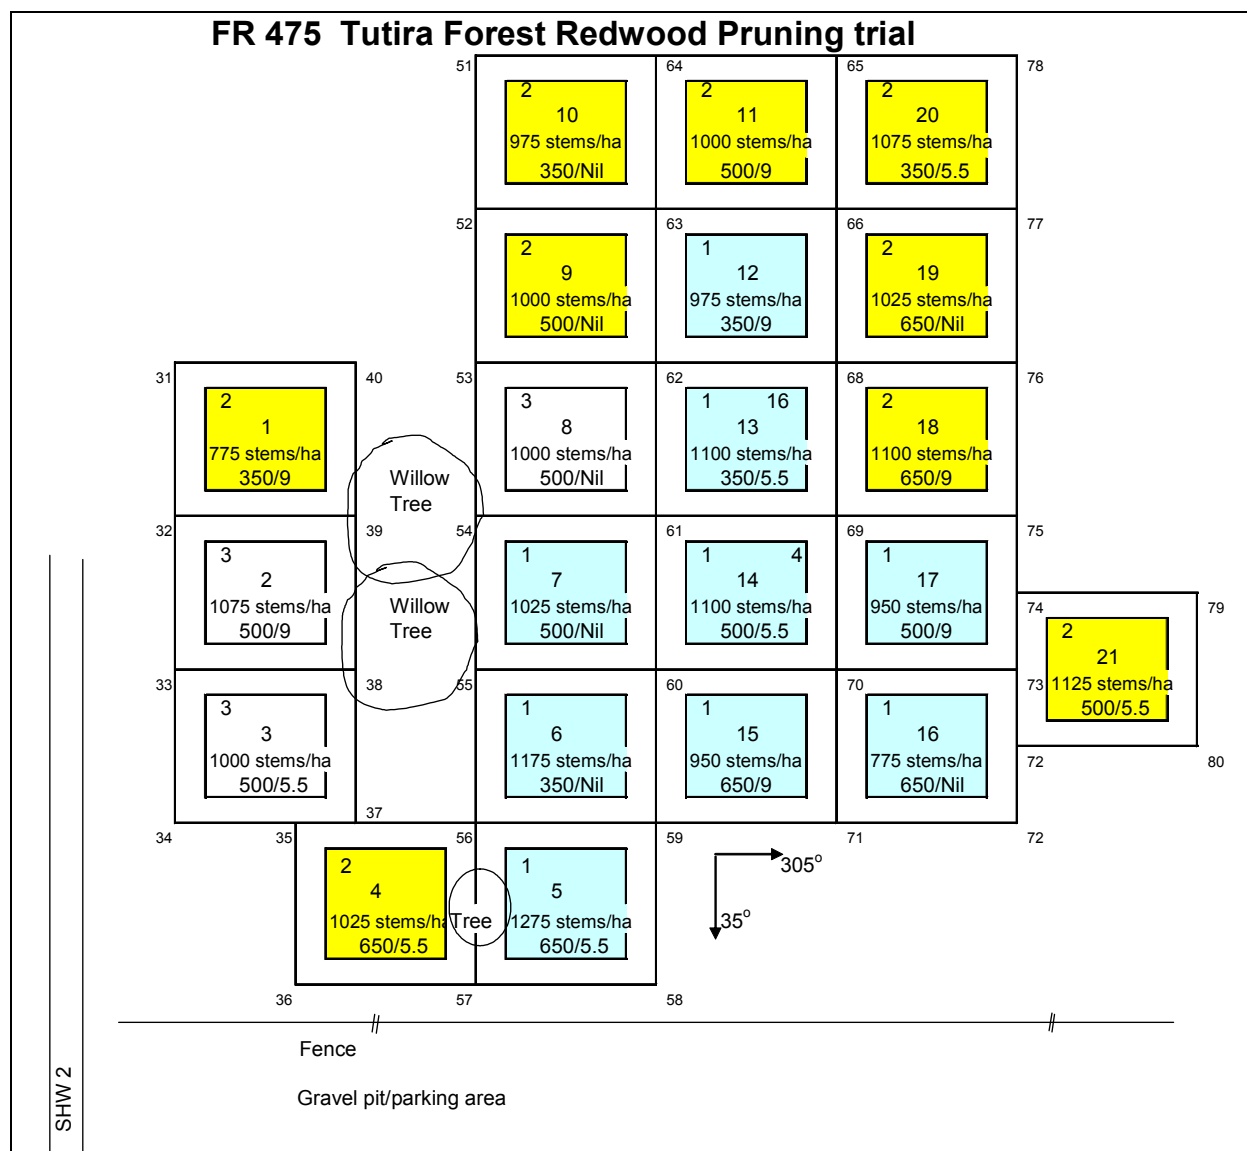 FR 475 Tutira Forest Redwood Pruning trial
51 64 65 78
2 2 2
10 11 20
975 stems/ha 1000 stems/ha 1075 stems/ha
350/Nil 500/9 350/5.5
52 63 66 77
2 1 2
9 12 19
1000 stems/ha 975 stems/ha 1025 stems/ha
500/Nil 350/9 650/Nil
31 40 53 62 68 76
2 3 1 16 2
1 8 13 18
775 stems/ha 1000 stems/ha 1100 stems/ha 1100 stems/ha
350/9 500/Nil 350/5.5 650/9
Willow
Tree
32 39 54 61 69 75
3 1 1 4 1
2 7 14 17
1075 stems/ha 1025 stems/ha 1100 stems/ha 950 stems/ha
500/9 500/Nil 500/5.5 500/9
Willow
Tree
74 79
2
21
1125 stems/ha
500/5.5
33 38 55 60 70 73
3 1 1 1
3 6 15 16
1000 stems/ha 1175 stems/ha 950 stems/ha 775 stems/ha
500/5.5 350/Nil 650/9 650/Nil
72 80
37
34 35 56 59 71 72
2 1
4 5
1025 stems/ha Tree 1275 stems/ha
650/5.5 650/5.5
305o
35o
36 57 58
Fence
Gravel pit/parking area
SHW 2